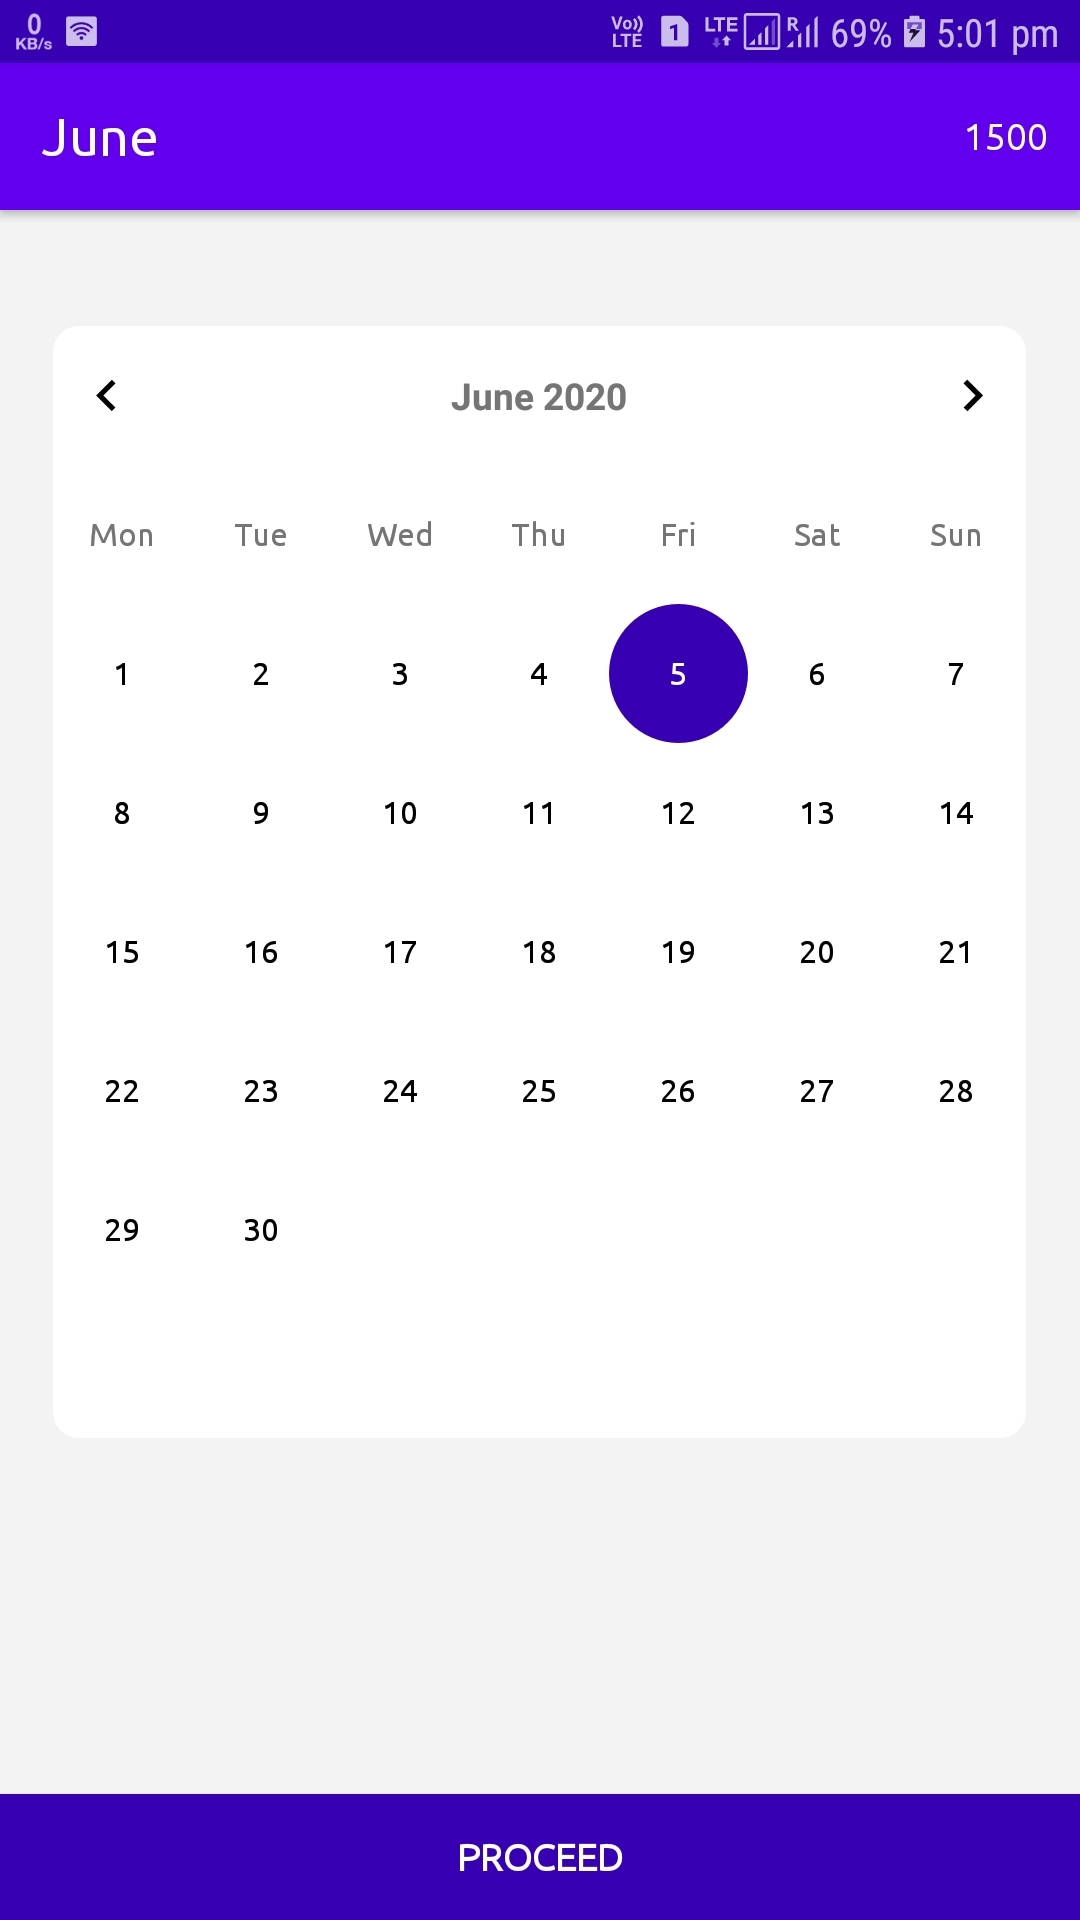 0 KB/s Vo)) LTE 1 LTE R 69% 5:01 pm
June 1500
June 2020
Mon Tue Wed Thu Fri Sat Sun
1 2 3 4 5 6 7
8 9 10 11 12 13 14
15 16 17 18 19 20 21
22 23 24 25 26 27 28
29 30
PROCEED